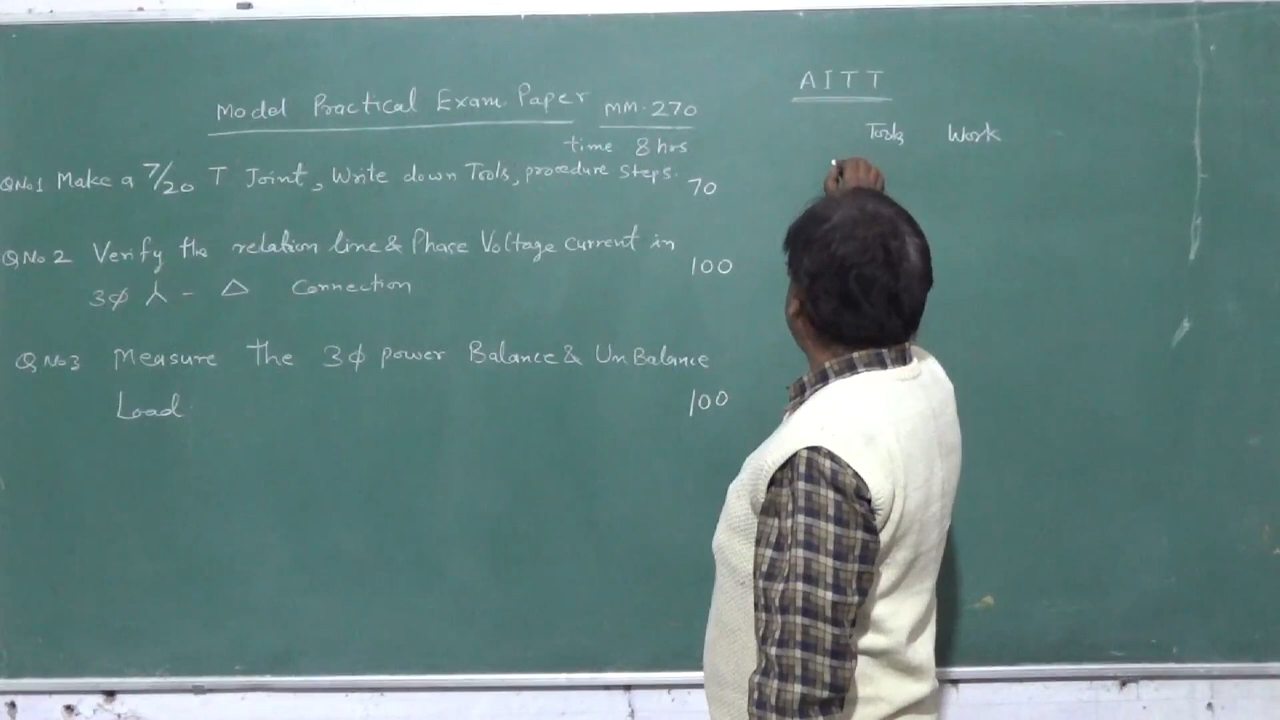 Model Practical Exam Paper MM-270
time 8 hrs
QNo1 Make a 7/20 T Joint, Write down Tools, procedure Steps. 70
QNo 2 Verify the relation line & Phase Voltage current in
3φ ⅄ - △ Connection 100
QNo3 Measure The 3φ power Balance & UnBalance
Load. 100
AITT
Tools Work